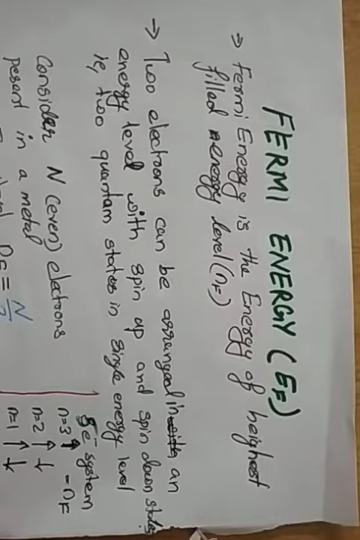 FERMI ENERGY (EF)
→ Fermi Energy is the Energy of heighest
filled energy level (nF)
→ Two electrons can be arranged in an
energy level with spin up and spin down states
ie, two quantum states in single energy level
Consider N (even) electrons
present in a metal
nF = N
5e⁻ system
n=3 ↑ = nF
n=2 ↑ ↓
n=1 ↑ ↓